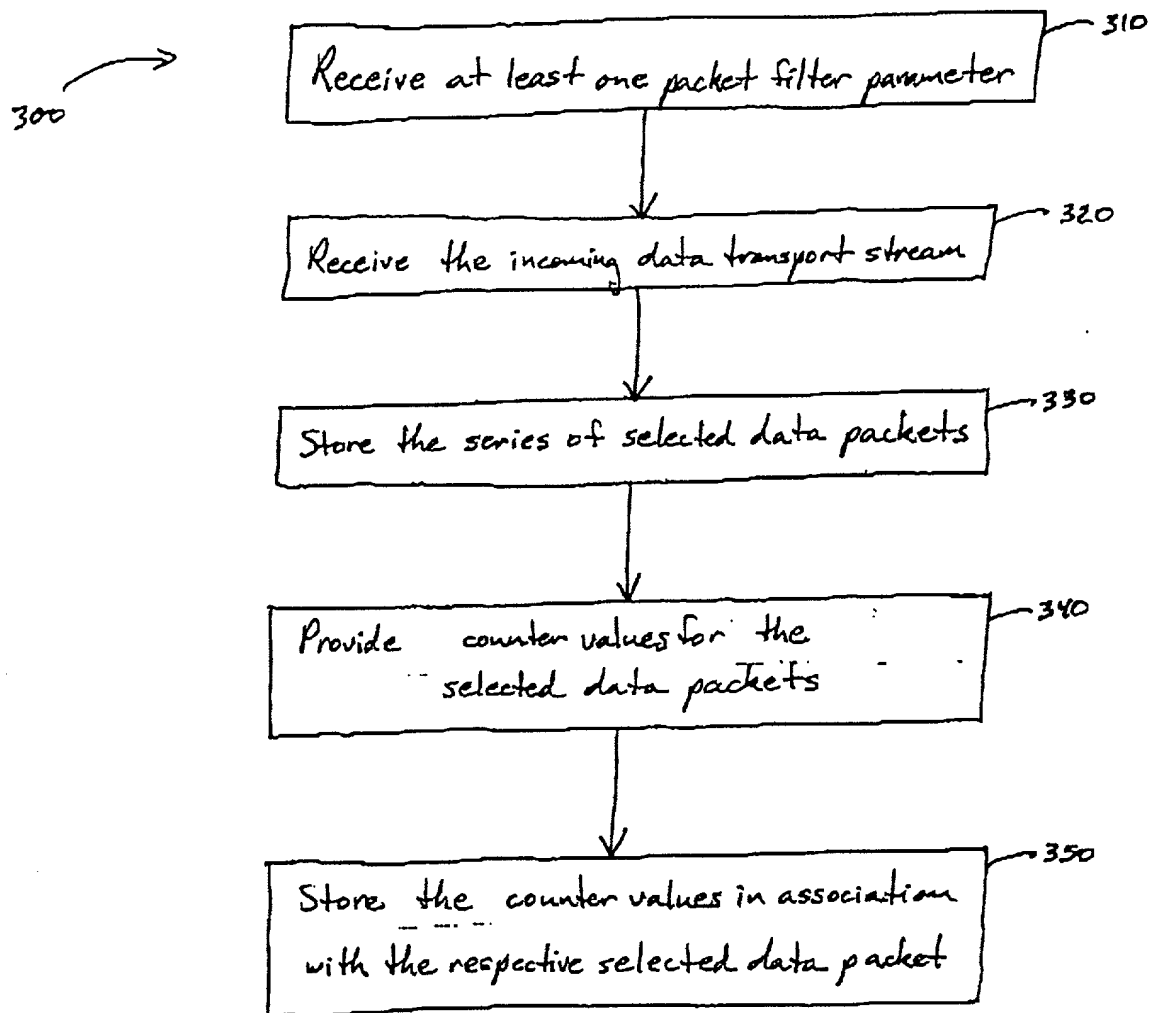 310
Receive at least one packet filter parameter
300
320
Receive the incoming data transport stream
330
Store the series of selected data packets
340
Provide counter values for the
selected data packets
350
Store the counter values in association
with the respective selected data packet